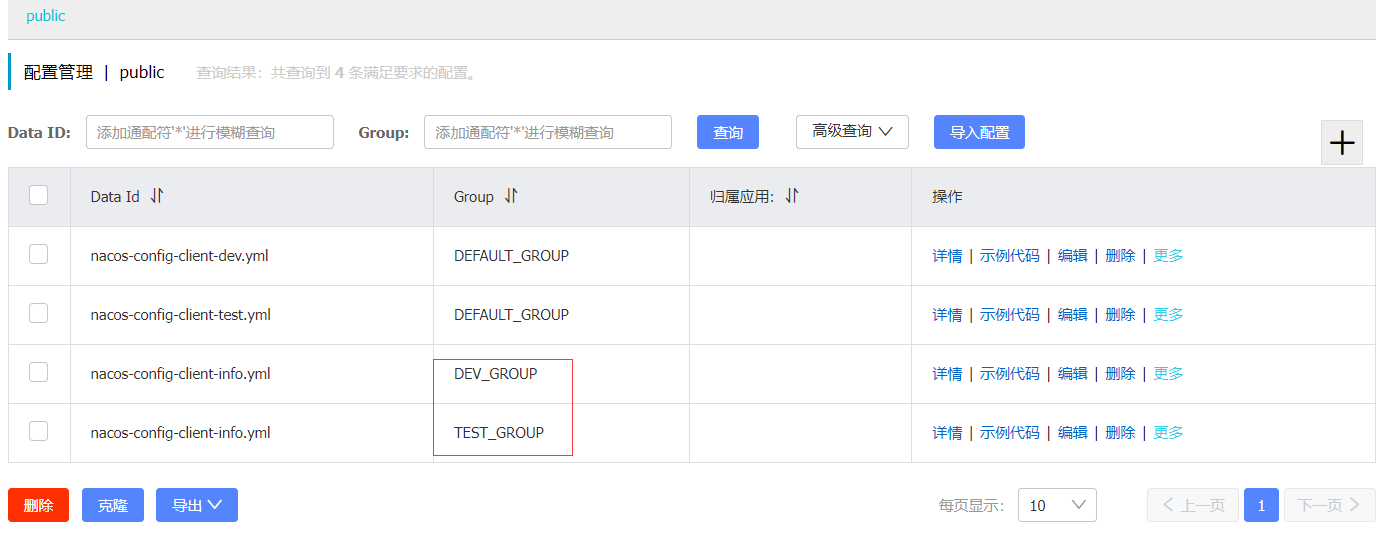 public
配置管理 | public 查询结果：共查询到 4 条满足要求的配置。
Data ID: 添加通配符'*'进行模糊查询 Group: 添加通配符'*'进行模糊查询 查询 高级查询 导入配置
Data Id Group 归属应用: 操作
nacos-config-client-dev.yml DEFAULT_GROUP 详情 | 示例代码 | 编辑 | 删除 | 更多
nacos-config-client-test.yml DEFAULT_GROUP 详情 | 示例代码 | 编辑 | 删除 | 更多
nacos-config-client-info.yml DEV_GROUP 详情 | 示例代码 | 编辑 | 删除 | 更多
nacos-config-client-info.yml TEST_GROUP 详情 | 示例代码 | 编辑 | 删除 | 更多
删除 克隆 导出 每页显示: 10 上一页 1 下一页